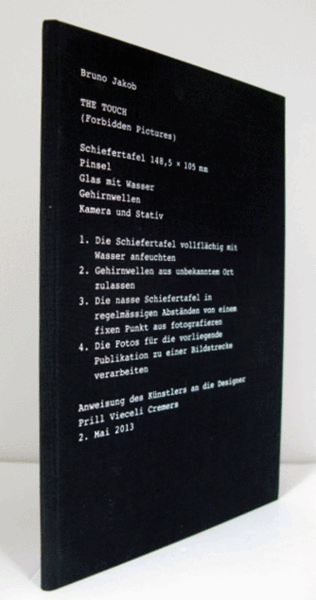 Bruno Jakob
THE TOUCH
(Forbidden Pictures)
Schiefertafel 148,5 × 105 mm
Pinsel
Glas mit Wasser
Gehirnwellen
Kamera und Stativ
1. Die Schiefertafel vollflächig mit
Wasser anfeuchten
2. Gehirnwellen aus unbekanntem Ort
zulassen
3. Die nasse Schiefertafel in
regelmässigen Abständen von einem
fixen Punkt aus fotografieren
4. Die Fotos für die vorliegende
Publikation zu einer Bildstrecke
verarbeiten
Anweisung des Künstlers an die Designer
Prill Vieceli Cremers
2. Mai 2013